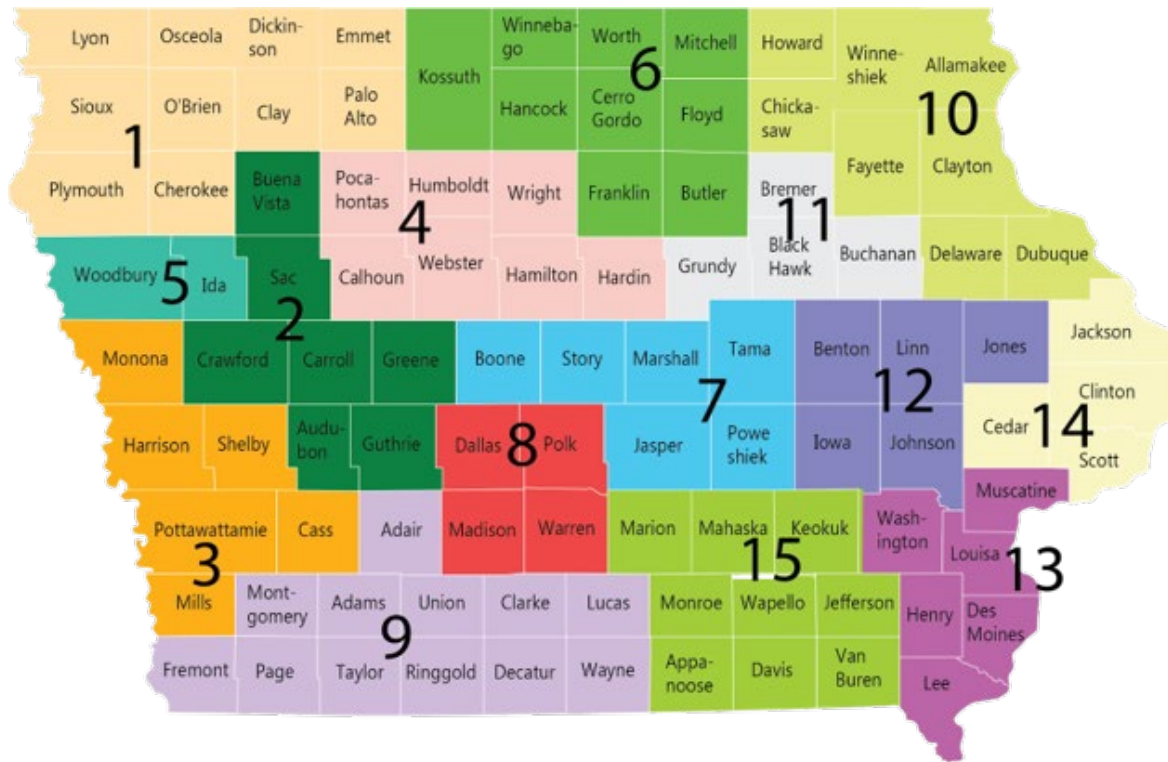 Lyon
Osceola
Dickin-
son
Emmet
Kossuth
Winneba-
go
Worth
Mitchell
Howard
Winne-
shiek
Allamakee
6
Sioux
O'Brien
Clay
Palo
Alto
Hancock
Cerro
Gordo
Floyd
Chicka-
saw
10
1
Plymouth
Cherokee
Buena
Vista
Poca-
hontas
Humboldt
Wright
Franklin
Butler
Bremer
Fayette
Clayton
4
11
Woodbury
5
Ida
Sac
Calhoun
Webster
Hamilton
Hardin
Grundy
Black
Hawk
Buchanan
Delaware
Dubuque
2
Monona
Crawford
Carroll
Greene
Boone
Story
Marshall
Tama
Benton
Linn
Jones
Jackson
7
12
Clinton
Harrison
Shelby
Audu-
bon
Guthrie
Dallas
8
Polk
Jasper
Powe
shiek
Iowa
Johnson
Cedar
14
Scott
Pottawattamie
Cass
Adair
Madison
Warren
Marion
Mahaska
Keokuk
Wash-
ington
Muscatine
Louisa
3
15
13
Mills
Mont-
gomery
Adams
Union
Clarke
Lucas
Monroe
Wapello
Jefferson
Henry
Des
Moines
9
Fremont
Page
Taylor
Ringgold
Decatur
Wayne
Appa-
noose
Davis
Van
Buren
Lee